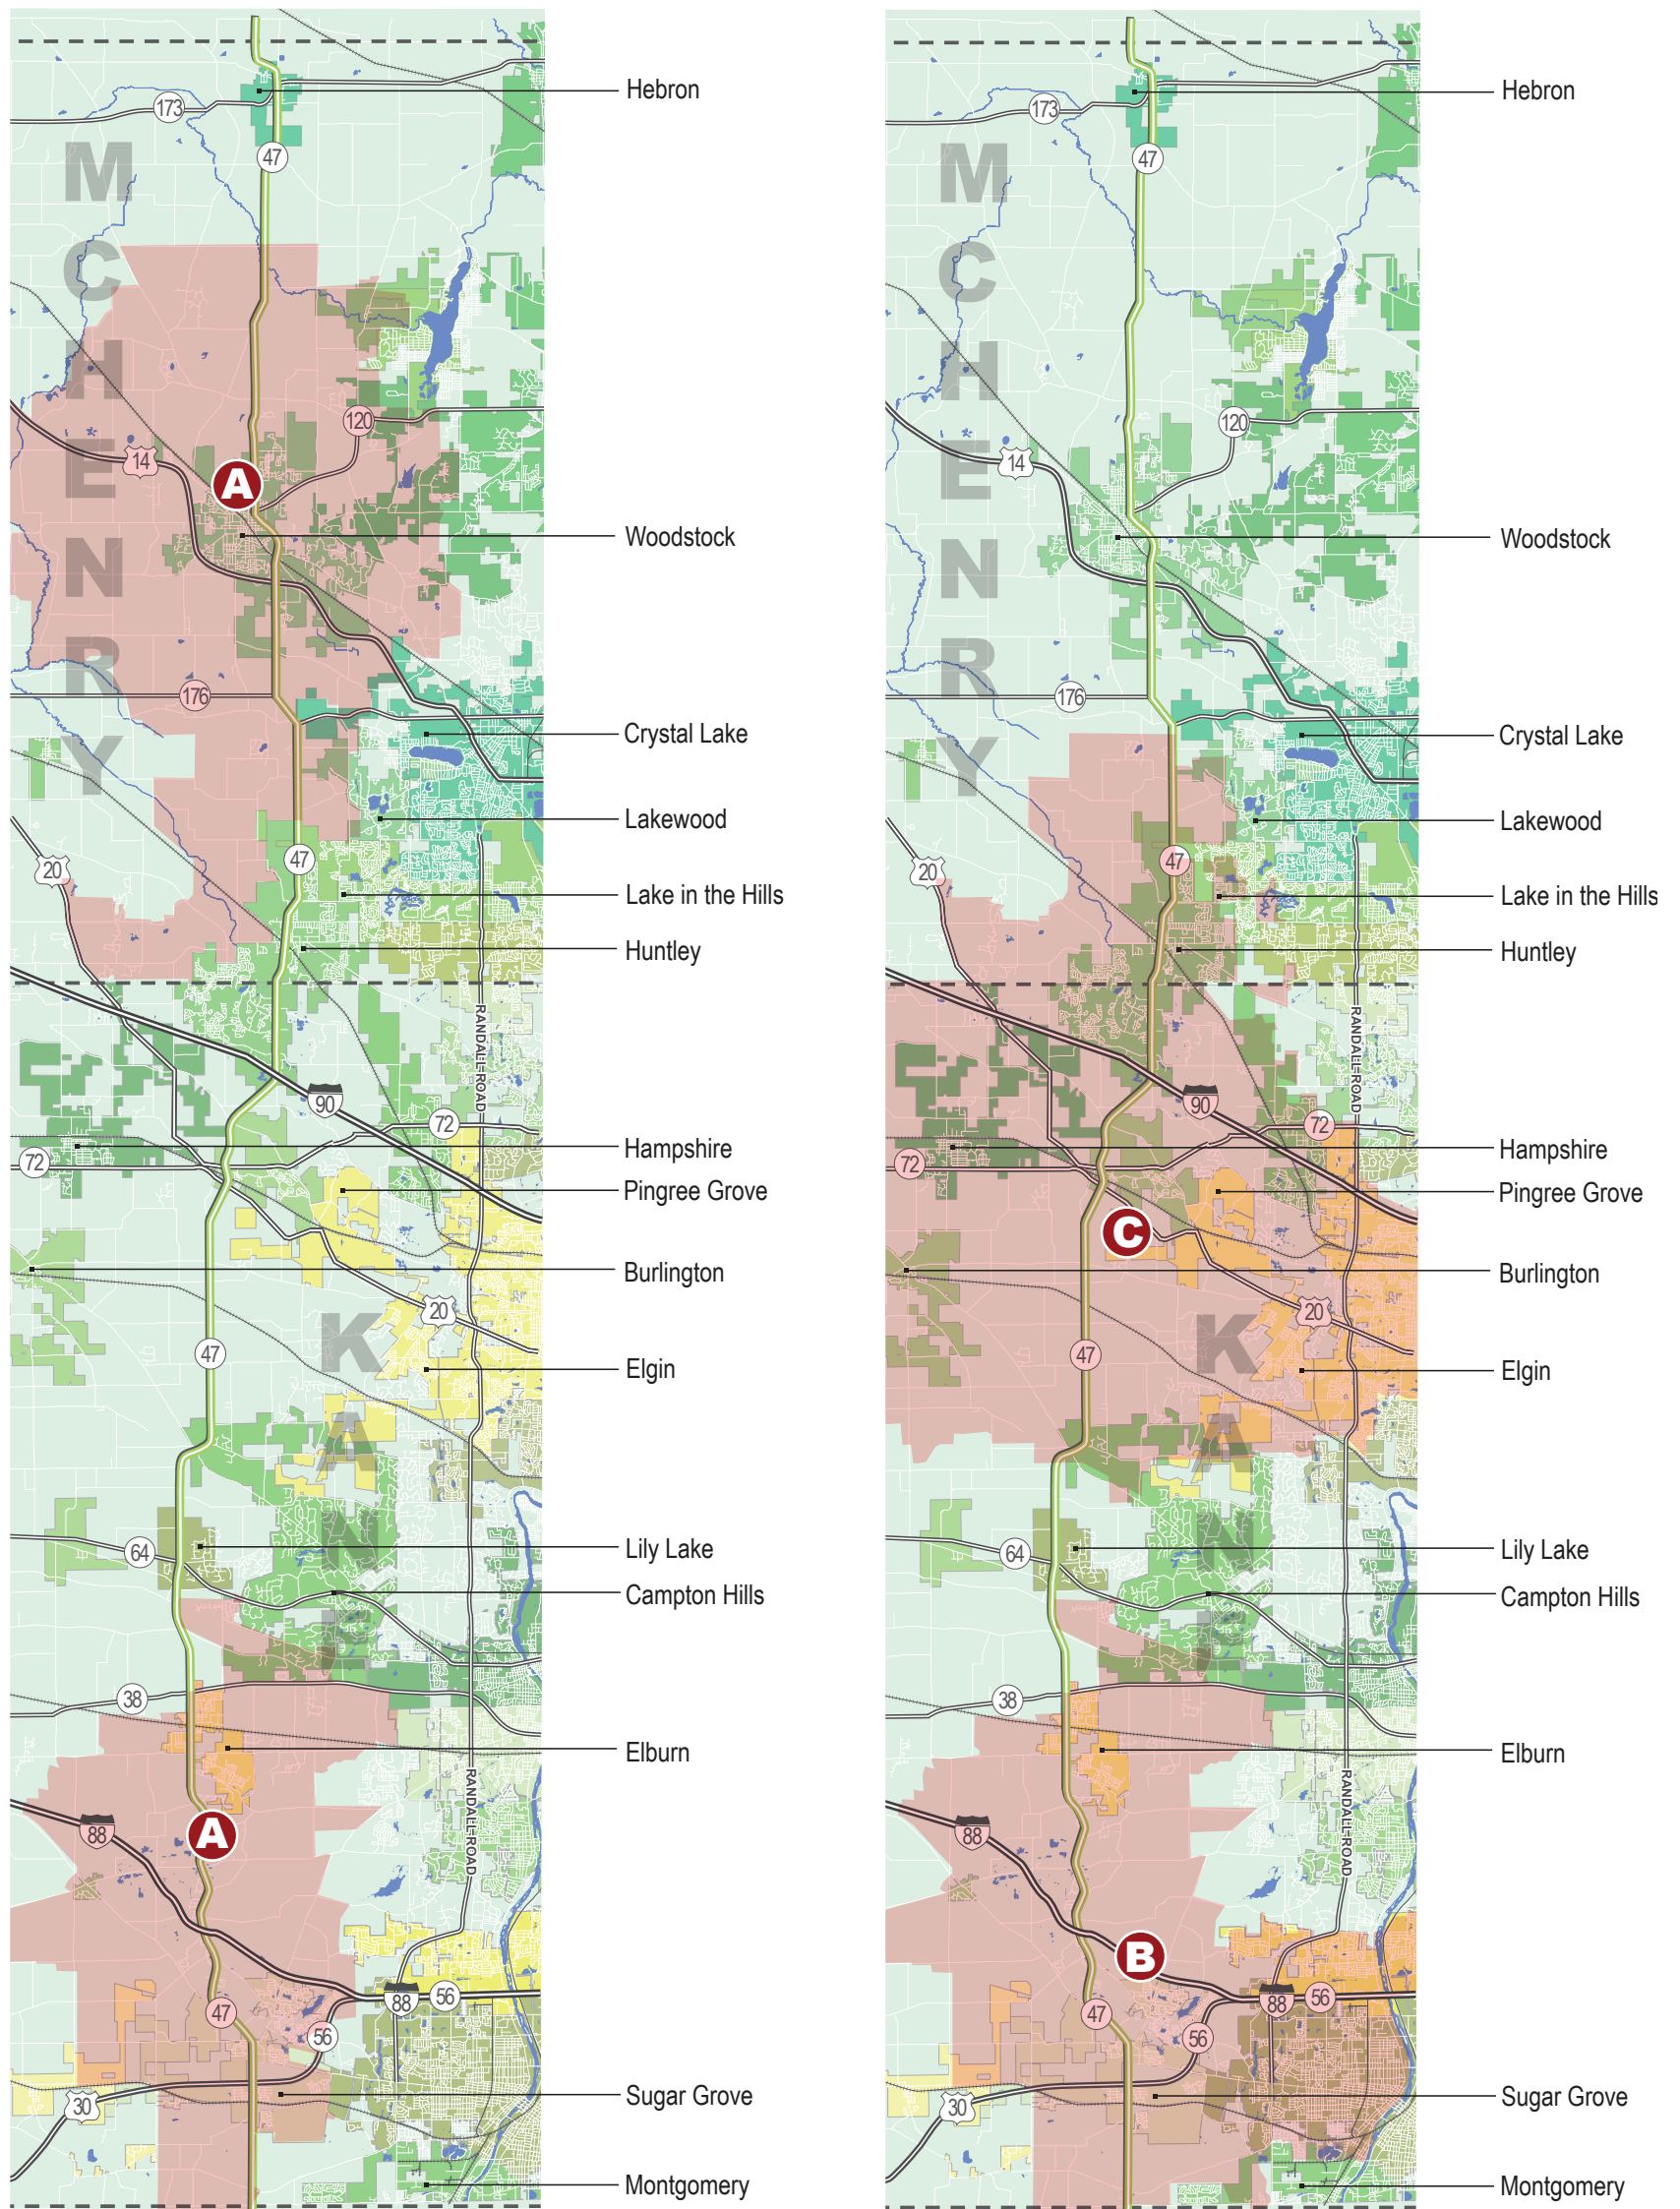 Hebron
173
47
M
C
H
E
N
R
Y
120
14
A
Woodstock
176
Crystal Lake
Lakewood
47
20
Lake in the Hills
Huntley
RANDALL ROAD
90
72
Hampshire
72
Pingree Grove
Burlington
20
K
47
Elgin
A
N
E
64
Lily Lake
Campton Hills
38
Elburn
RANDALL ROAD
88
A
88
56
47
56
Sugar Grove
30
Montgomery
Hebron
173
47
M
C
H
E
N
R
Y
120
14
Woodstock
176
Crystal Lake
Lakewood
47
20
Lake in the Hills
Huntley
RANDALL ROAD
90
72
Hampshire
72
Pingree Grove
C
Burlington
20
K
47
Elgin
A
N
E
64
Lily Lake
Campton Hills
38
Elburn
RANDALL ROAD
88
B
88
56
47
56
Sugar Grove
30
Montgomery